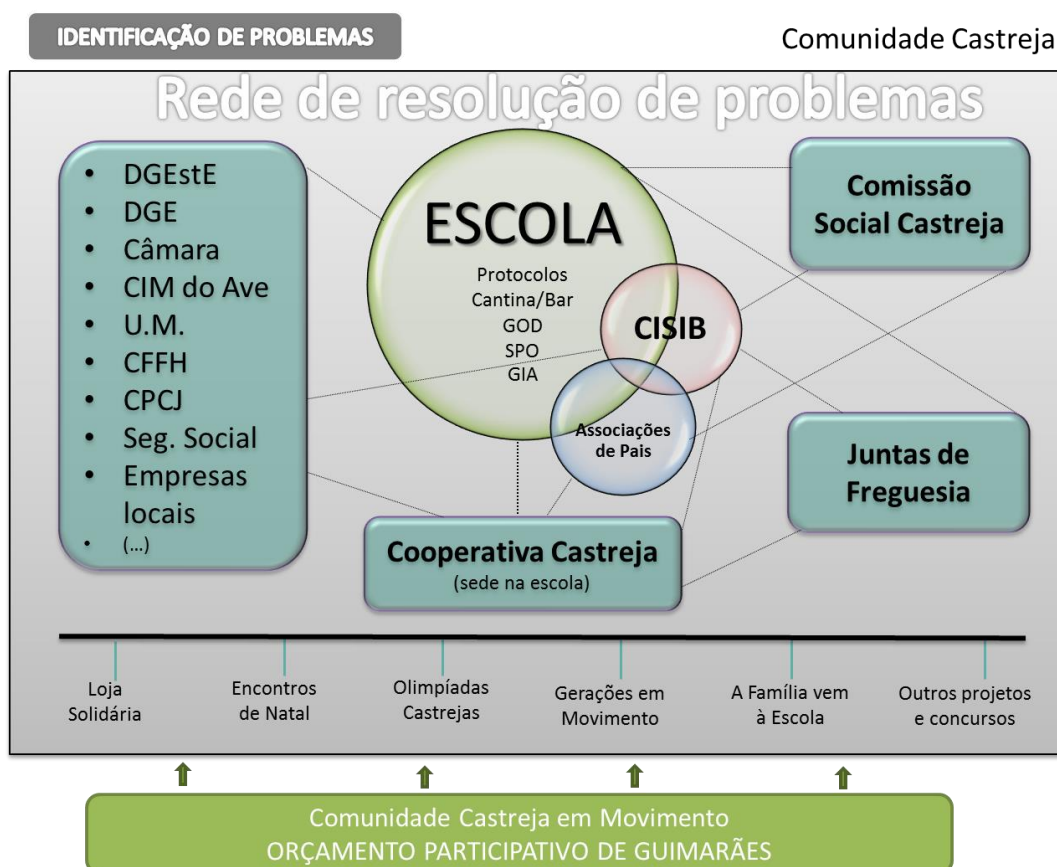 IDENTIFICAÇÃO DE PROBLEMAS
Comunidade Castreja
Rede de resolução de problemas
• DGEstE
• DGE
• Câmara
• CIM do Ave
• U.M.
• CFFH
• CPCJ
• Seg. Social
• Empresas
locais
• (...)
ESCOLA
Protocolos
Cantina/Bar
GOD
SPO
GIA
CISIB
Associações
de Pais
Comissão
Social Castreja
Juntas de
Freguesia
Cooperativa Castreja
(sede na escola)
Loja
Solidária
Encontros
de Natal
Olimpíadas
Castrejas
Gerações em
Movimento
A Família vem
à Escola
Outros projetos
e concursos
Comunidade Castreja em Movimento
ORÇAMENTO PARTICIPATIVO DE GUIMARÃES